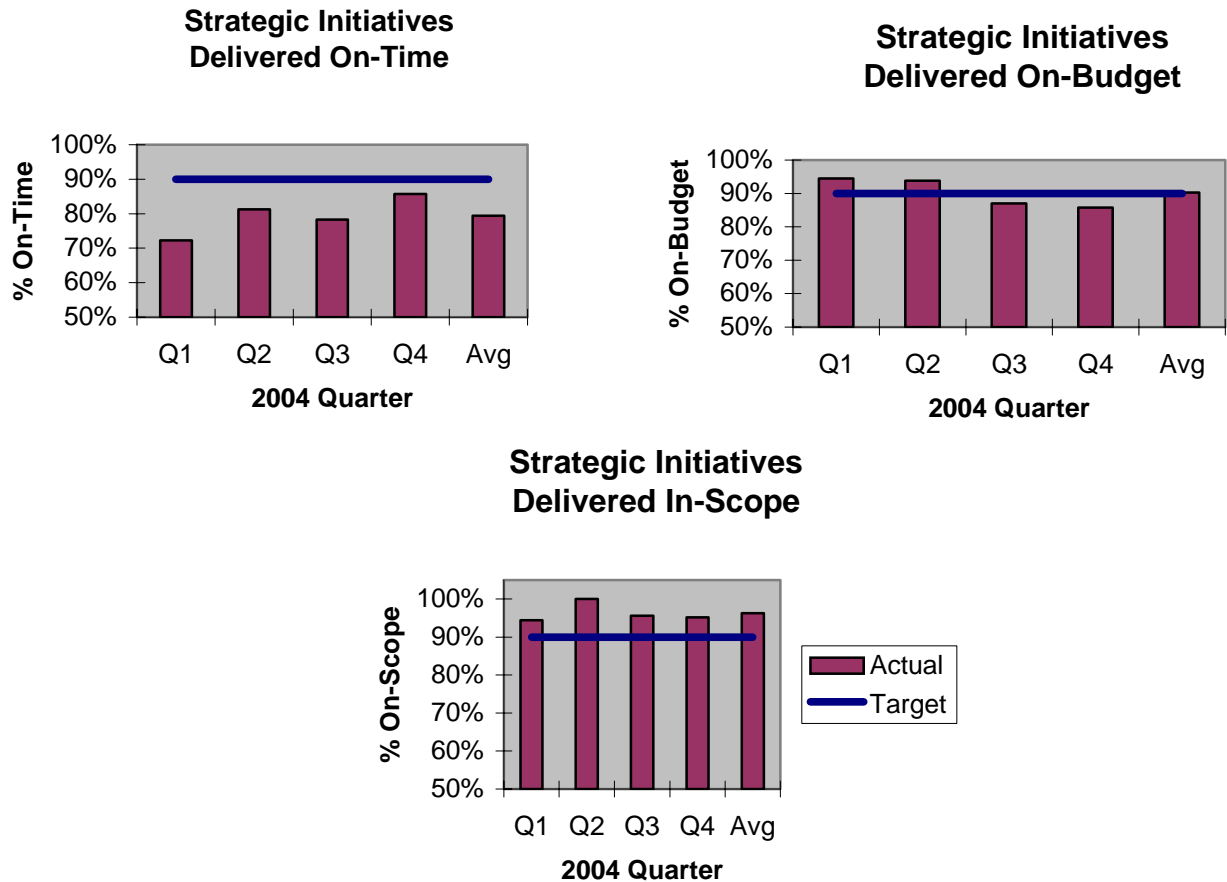 Strategic Initiatives
Delivered On-Time
% On-Time
100%
90%
80%
70%
60%
50%
Q1 Q2 Q3 Q4 Avg
2004 Quarter
Strategic Initiatives
Delivered On-Budget
% On-Budget
100%
90%
80%
90%
60%
50%
Q1 Q2 Q3 Q4 Avg
2004 Quarter
Strategic Initiatives
Delivered In-Scope
% On-Scope
100%
90%
80%
70%
60%
50%
Q1 Q2 Q3 Q4 Avg
2004 Quarter
Actual
Target